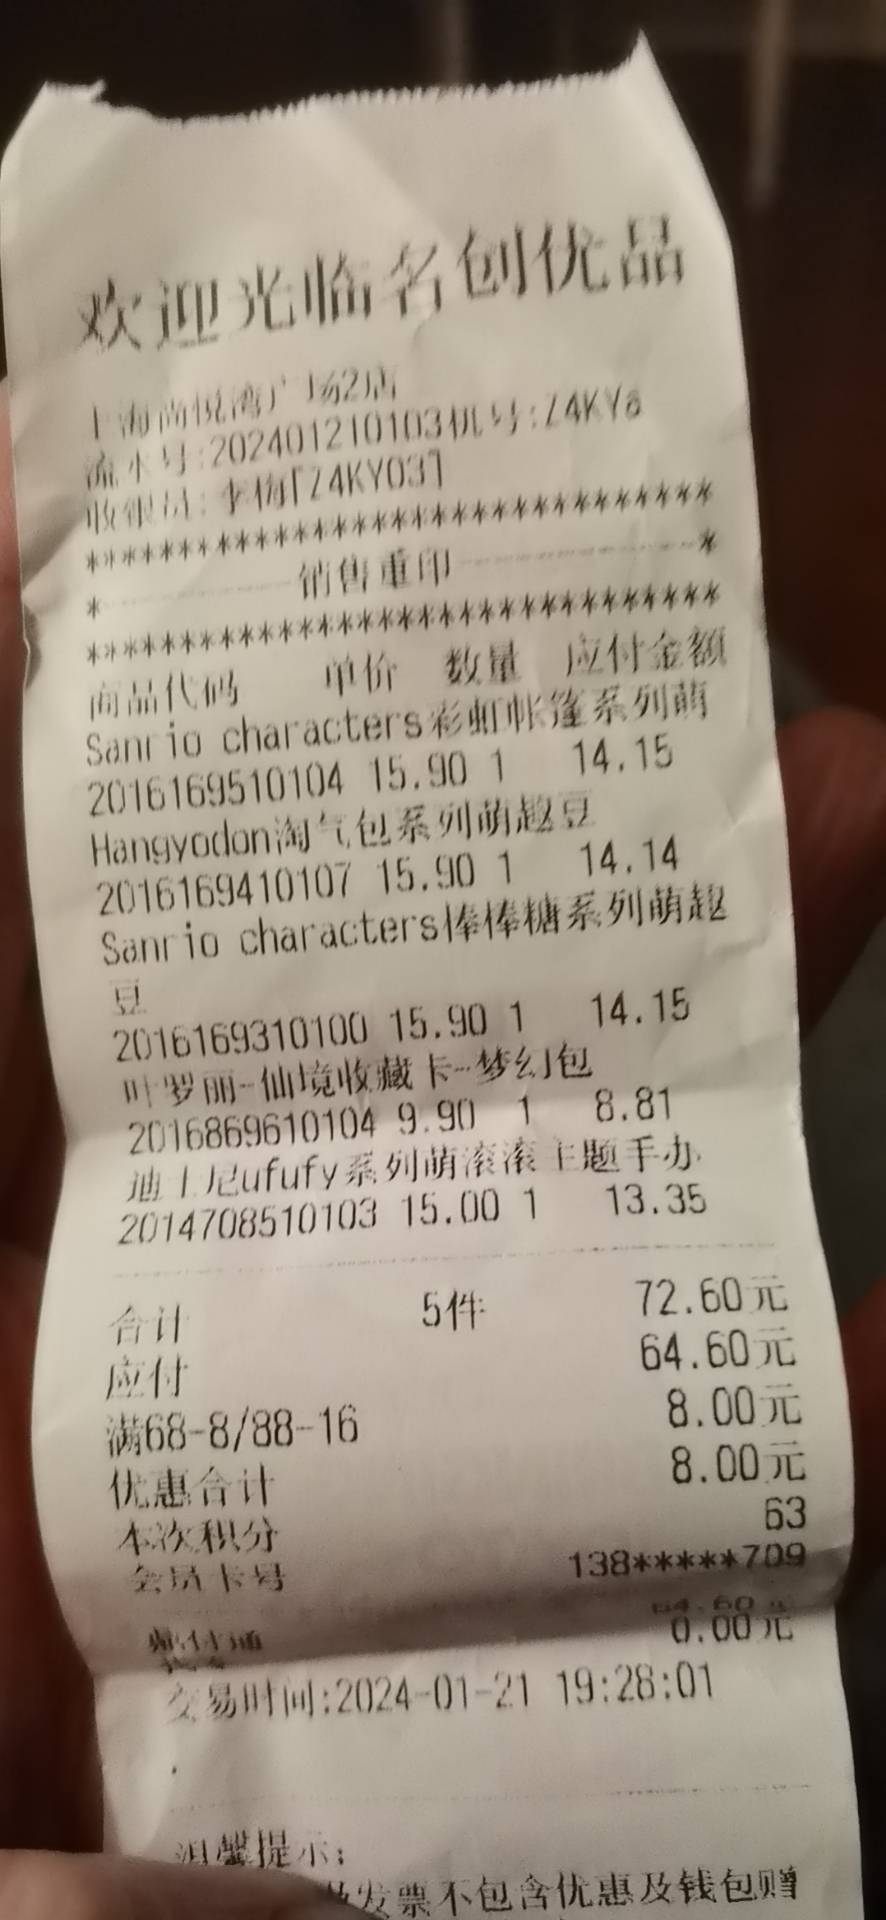 欢迎光临名创优品
上海尚悦湾广场2店
流水号:202401210103机号:Z4KYa
收银员:李梅[Z4KY03]
********************************
*---------------销售重印---------------*
********************************
商品代码 单价 数量 应付金额
Sanrio characters彩虹帐篷系列萌
2016169510104 15.90 1 14.15
Hangyodon淘气包系列萌趣豆
2016169410107 15.90 1 14.14
Sanrio characters棒棒糖系列萌趣
豆
2016169310100 15.90 1 14.15
叶罗丽-仙境收藏卡-梦幻包
2016869610104 9.90 1 8.81
迪士尼ufufy系列萌滚滚主题手办
2014708510103 15.00 1 13.35
合计 5件 72.60元
应付 64.60元
满68-8/88-16 8.00元
优惠合计 8.00元
本次积分 63
会员卡号 138*****709
64.60元
0.00元
交易时间:2024-01-21 19:28:01
温馨提示:
发票不包含优惠及钱包赠